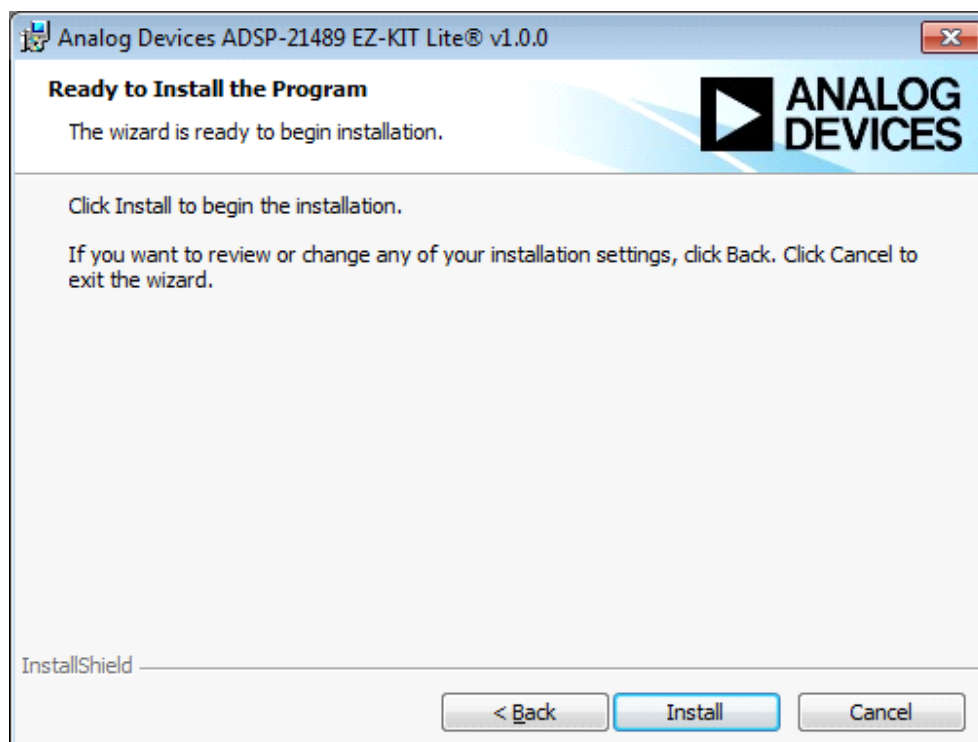 Analog Devices ADSP-21489 EZ-KIT Lite® v1.0.0
Ready to Install the Program
The wizard is ready to begin installation.
ANALOG
DEVICES
Click Install to begin the installation.
If you want to review or change any of your installation settings, click Back. Click Cancel to
exit the wizard.
InstallShield
< Back
Install
Cancel